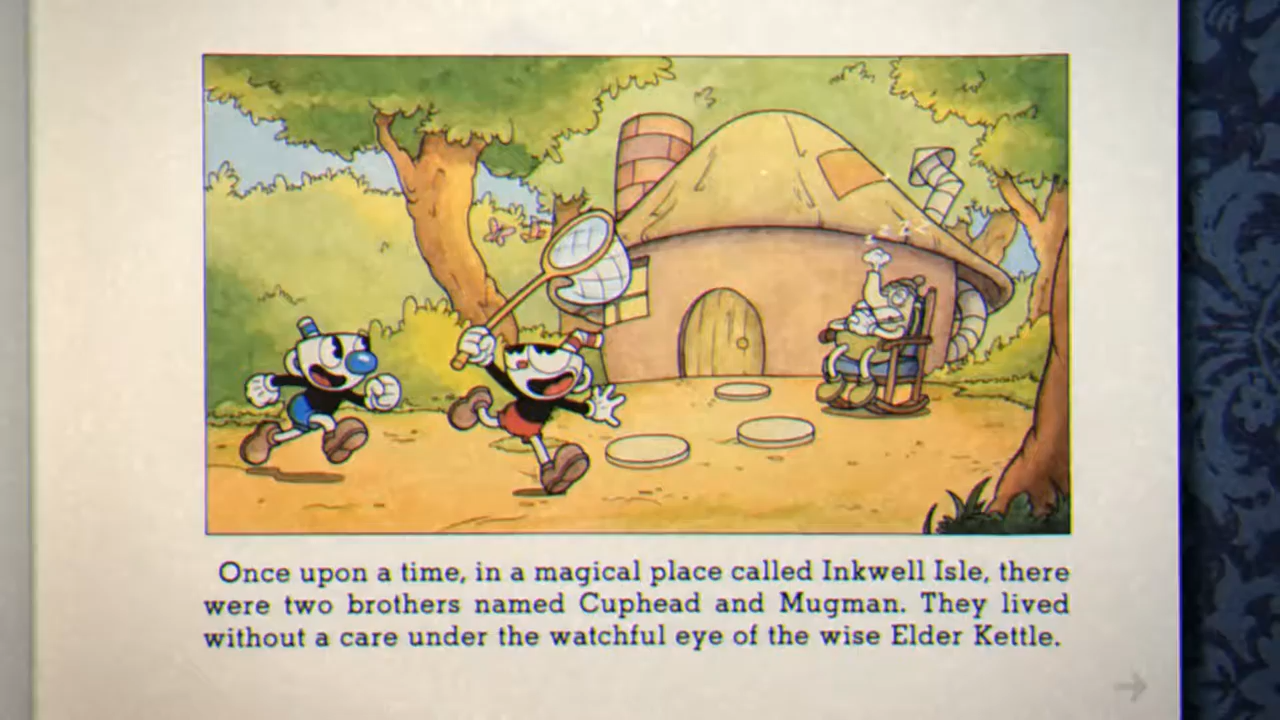 z z z z
Once upon a time, in a magical place called Inkwell Isle, there
were two brothers named Cuphead and Mugman. They lived
without a care under the watchful eye of the wise Elder Kettle.